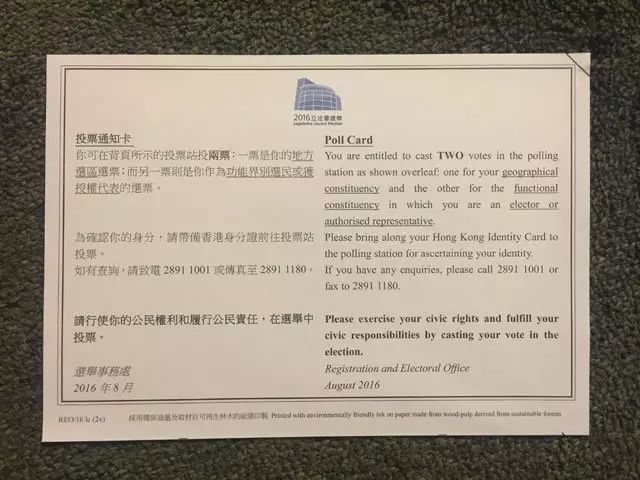 2016立法會選舉
Legislative Council Election
投票通知卡
你可在背頁所示的投票站投兩票：一票是你的地方
選區選票；而另一票則是你作為功能界別選民或獲
授權代表的選票。
為確認你的身分，請帶備香港身分證前往投票站
投票。
如有查詢，請致電 2891 1001 或傳真至 2891 1180。
請行使你的公民權利和履行公民責任，在選舉中
投票。
選舉事務處
2016 年 8 月
Poll Card
You are entitled to cast TWO votes in the polling
station as shown overleaf: one for your geographical
constituency and the other for the functional
constituency in which you are an elector or
authorised representative.
Please bring along your Hong Kong Identity Card to
the polling station for ascertaining your identity.
If you have any enquiries, please call 2891 1001 or
fax to 2891 1180.
Please exercise your civic rights and fulfill your
civic responsibilities by casting your vote in the
election.
Registration and Electoral Office
August 2016
REO/16 lc (2v)
採用環保油墨及取材自可再生林木的紙張印製 Printed with environmentally friendly ink on paper made from wood-pulp derived from sustainable forests